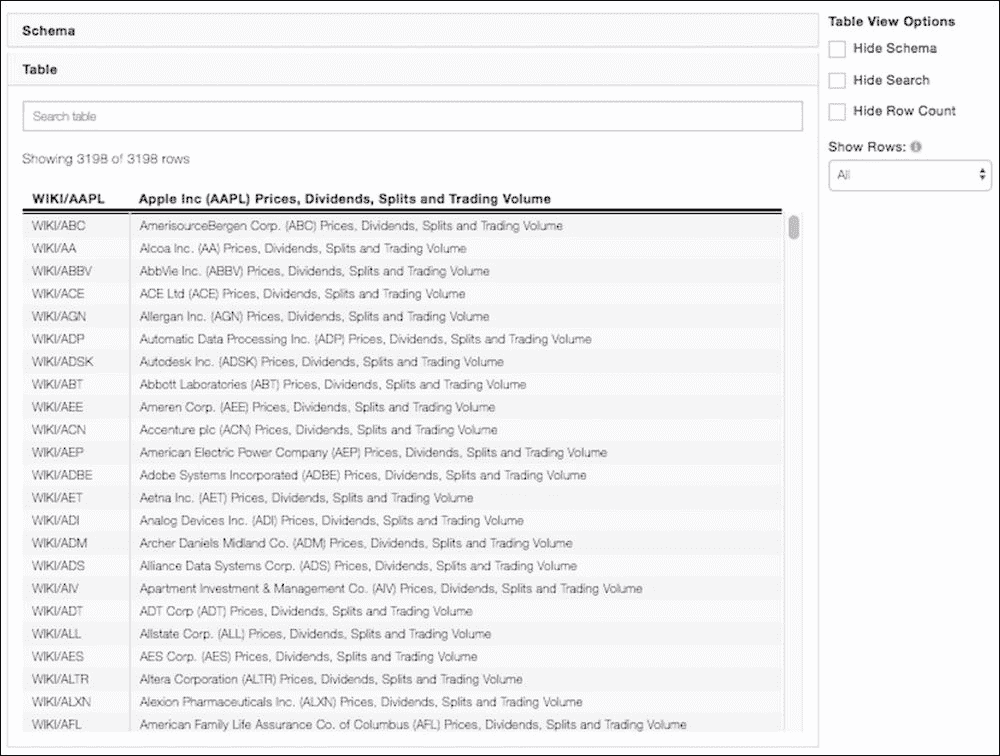 Schema
Table
Search table
Showing 3198 of 3198 rows
WIKI/AAPL Apple Inc (AAPL) Prices, Dividends, Splits and Trading Volume
WIKI/ABC AmerisourceBergen Corp. (ABC) Prices, Dividends, Splits and Trading Volume
WIKI/AA Alcoa Inc. (AA) Prices, Dividends, Splits and Trading Volume
WIKI/ABBV AbbVie Inc. (ABBV) Prices, Dividends, Splits and Trading Volume
WIKI/ACE ACE Ltd (ACE) Prices, Dividends, Splits and Trading Volume
WIKI/AGN Allergan Inc. (AGN) Prices, Dividends, Splits and Trading Volume
WIKI/ADP Automatic Data Processing Inc. (ADP) Prices, Dividends, Splits and Trading Volume
WIKI/ADSK Autodesk Inc. (ADSK) Prices, Dividends, Splits and Trading Volume
WIKI/ABT Abbott Laboratories (ABT) Prices, Dividends, Splits and Trading Volume
WIKI/AEE Ameren Corp. (AEE) Prices, Dividends, Splits and Trading Volume
WIKI/ACN Accenture plc (ACN) Prices, Dividends, Splits and Trading Volume
WIKI/AEP American Electric Power Company (AEP) Prices, Dividends, Splits and Trading Volume
WIKI/ADBE Adobe Systems Incorporated (ADBE) Prices, Dividends, Splits and Trading Volume
WIKI/AET Aetna Inc. (AET) Prices, Dividends, Splits and Trading Volume
WIKI/ADI Analog Devices Inc. (ADI) Prices, Dividends, Splits and Trading Volume
WIKI/ADM Archer Daniels Midland Co. (ADM) Prices, Dividends, Splits and Trading Volume
WIKI/ADS Alliance Data Systems Corp. (ADS) Prices, Dividends, Splits and Trading Volume
WIKI/AIV Apartment Investment & Management Co. (AIV) Prices, Dividends, Splits and Trading Volume
WIKI/ADT ADT Corp (ADT) Prices, Dividends, Splits and Trading Volume
WIKI/ALL Allstate Corp. (ALL) Prices, Dividends, Splits and Trading Volume
WIKI/AES AES Corp. (AES) Prices, Dividends, Splits and Trading Volume
WIKI/ALTR Altera Corporation (ALTR) Prices, Dividends, Splits and Trading Volume
WIKI/ALXN Alexion Pharmaceuticals Inc. (ALXN) Prices, Dividends, Splits and Trading Volume
WIKI/AFL American Family Life Assurance Co. of Columbus (AFL) Prices, Dividends, Splits and Trading Volume
Table View Options
Hide Schema
Hide Search
Hide Row Count
Show Rows:
All